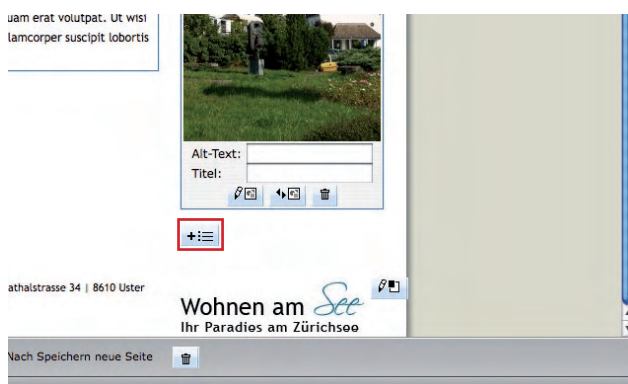 uam erat volutpat. Ut wisi
lamcorper suscipit lobortis
Alt-Text:
Titel:
athalstrasse 34 | 8610 Uster
Wohnen am See
Ihr Paradies am Zürichsee
Nach Speichern neue Seite